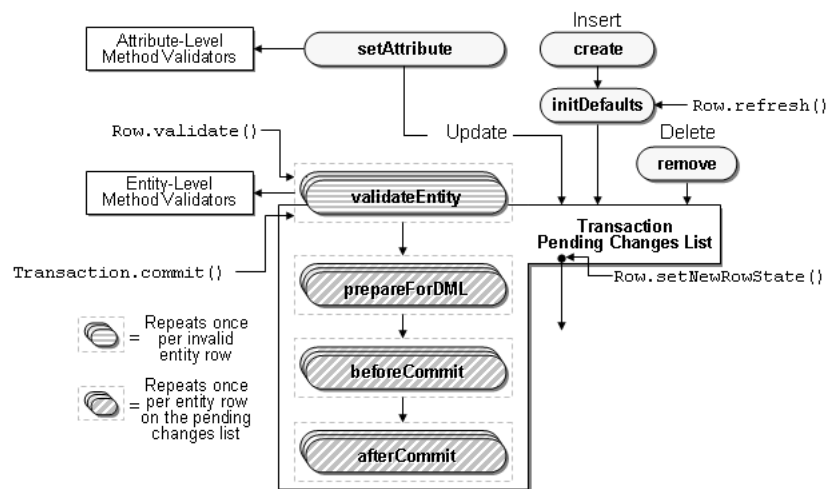 Insert
Attribute-Level
Method Validators
setAttribute
create
initDefaults
Row.refresh()
Row.validate()
Update
Delete
remove
Entity-Level
Method Validators
validateEntity
Transaction
Pending Changes List
Transaction.commit()
Row.setNewRowState()
prepareForDML
= Repeats once
per invalid
entity row
beforeCommit
= Repeats once
per entity row
on the pending
changes list
afterCommit